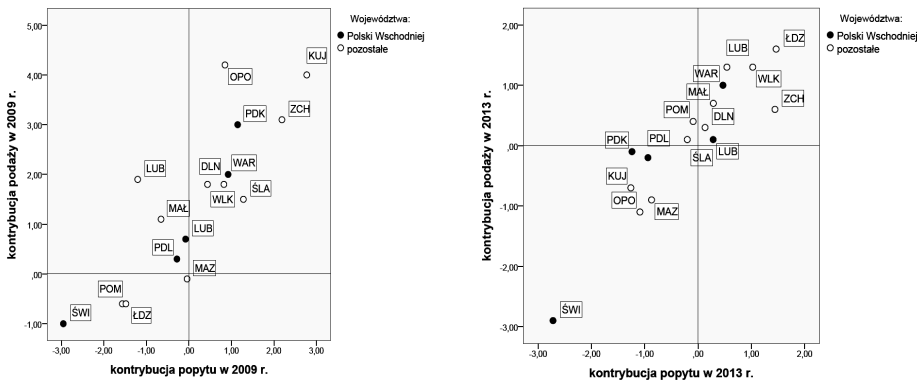 Województwa:
Polski Wschodniej
pozostałe
kontrybucja podaży w 2009 r.
5,00
4,00
3,00
2,00
1,00
,00
-1,00
KUJ
OPO
ZCH
PDK
LUB
DLN
WAR
ŚLA
WLK
MAŁ
LUB
PDL
MAZ
POM
ŁDZ
ŚWI
-3,00 -2,00 -1,00 ,00 1,00 2,00 3,00
kontrybucja popytu w 2009 r.
Województwa:
Polski Wschodniej
pozostałe
kontrybucja podaży w 2013 r.
2,00
1,00
,00
-1,00
-2,00
-3,00
ŁDZ
LUB
WAR
WLK
MAŁ
ZCH
POM
DLN
PDK
PDL
ŚLA
LUB
KUJ
OPO
MAZ
ŚWI
-3,00 -2,00 -1,00 ,00 1,00 2,00
kontrybucja popytu w 2013 r.